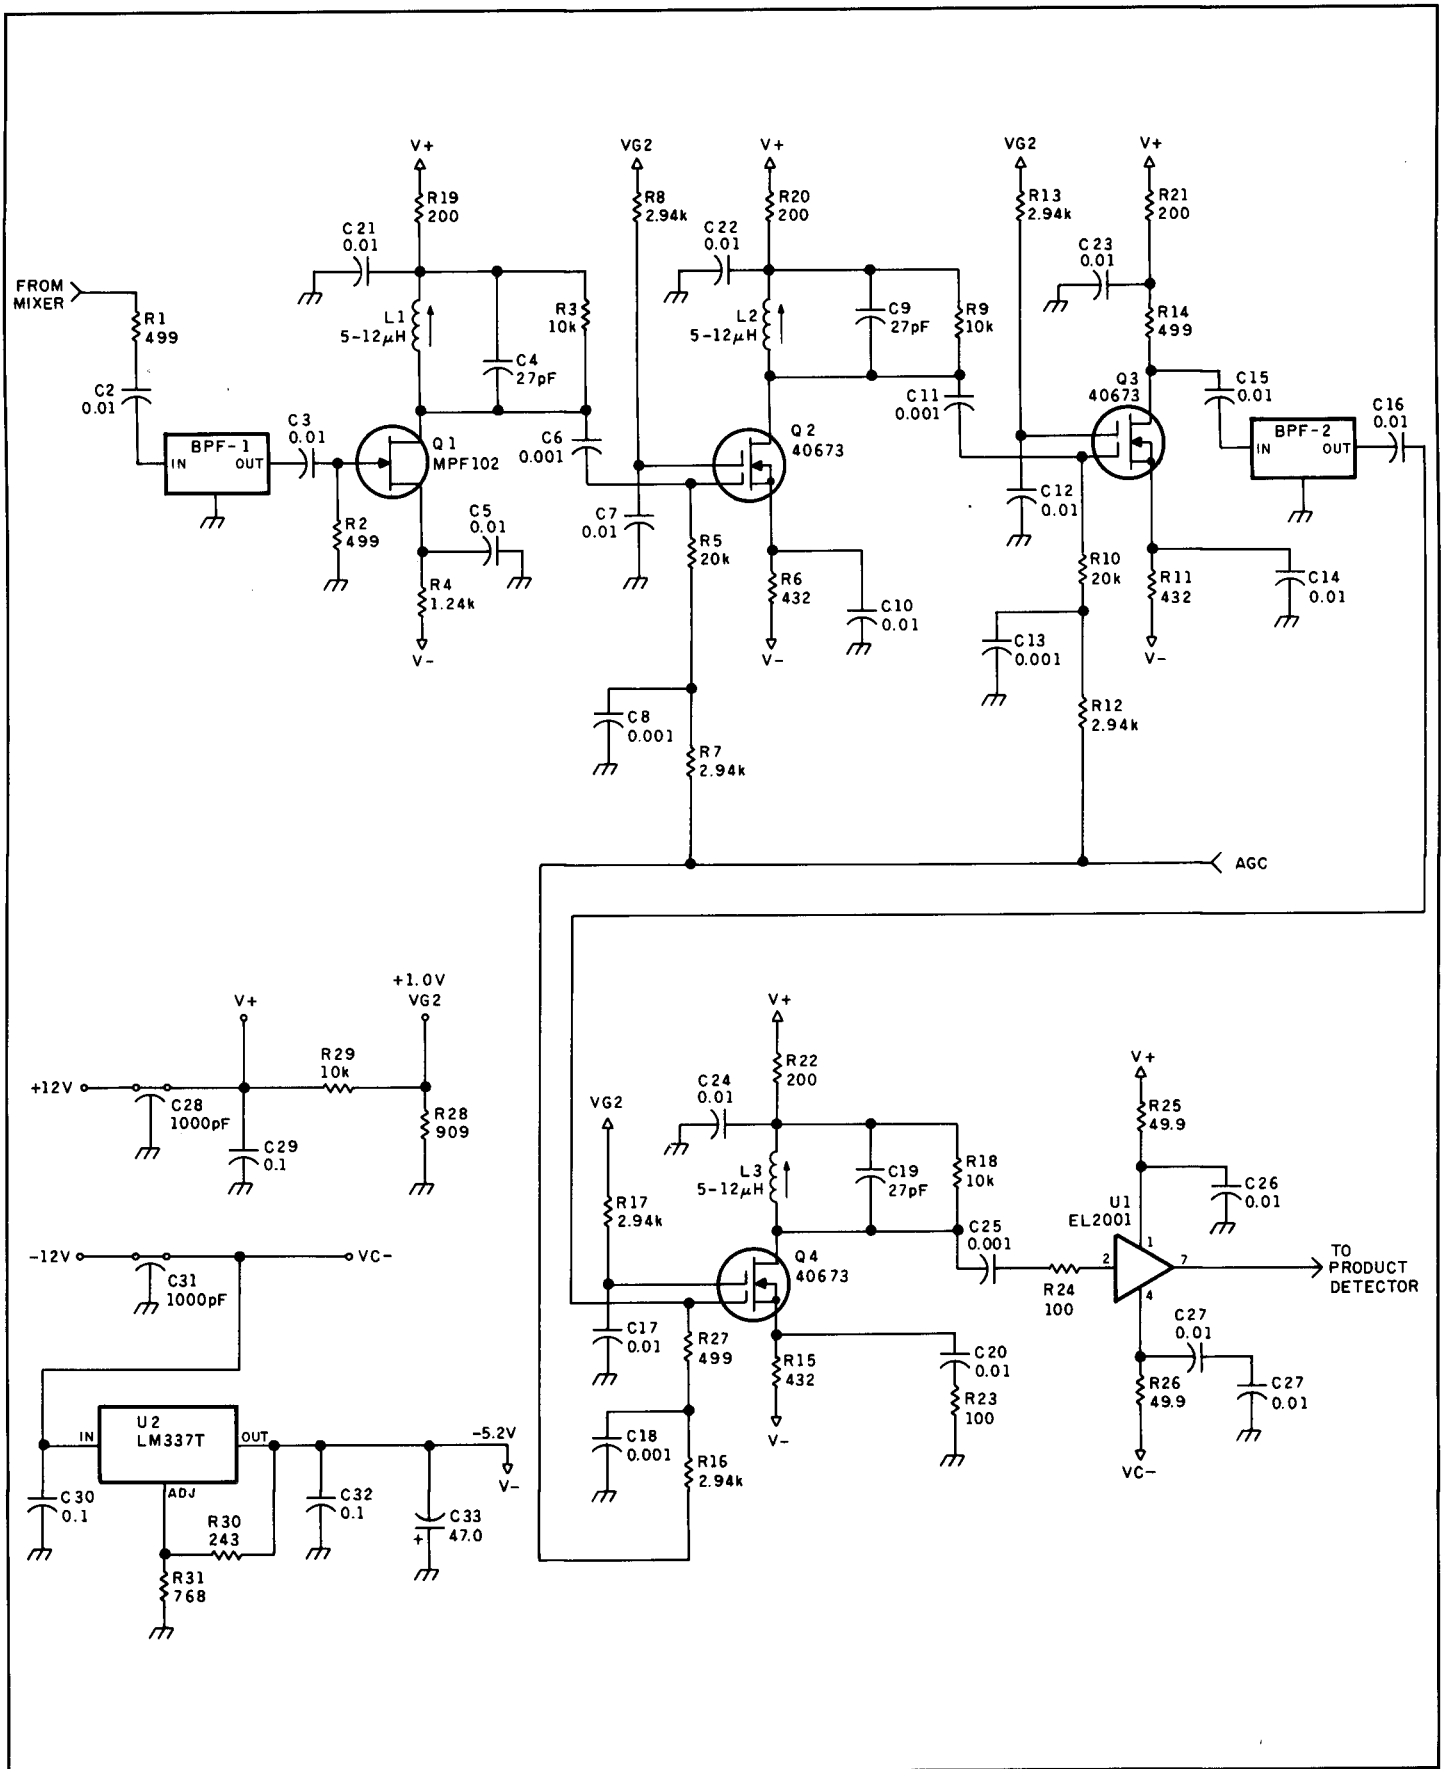 V+
VG2
V+
VG2
V+
R19
200
R8
2.94k
R20
200
R13
2.94k
R21
200
C21
0.01
C22
0.01
C23
0.01
FROM
MIXER
R1
499
L1
5-12µH
R3
10k
C4
27pF
L2
5-12µH
C9
27pF
R9
10k
R14
499
C2
0.01
C3
0.01
BPF-1
IN
OUT
Q1
MPF102
C6
0.001
Q2
40673
C11
0.001
Q3
40673
C15
0.01
BPF-2
IN
OUT
C16
0.01
R2
499
C5
0.01
R4
1.24k
V-
C7
0.01
R5
20k
R6
432
C10
0.01
V-
C12
0.01
R10
20k
R11
432
C14
0.01
V-
C13
0.001
C8
0.001
R7
2.94k
R12
2.94k
AGC
+1.0V
VG2
V+
R29
10k
+12V
C28
1000pF
C29
0.1
R28
909
V+
R22
200
C24
0.01
VG2
R17
2.94k
L3
5-12µH
C19
27pF
R18
10k
V+
R25
49.9
C26
0.01
U1
EL2001
C25
0.001
R24
100
1
2
7
4
TO
PRODUCT
DETECTOR
-12V
VC-
C31
1000pF
Q4
40673
C17
0.01
R27
499
R15
432
V-
C20
0.01
R23
100
C27
0.01
R26
49.9
C27
0.01
VC-
C18
0.001
R16
2.94k
U2
LM337T
IN
OUT
ADJ
-5.2V
V-
C30
0.1
R30
243
C32
0.1
C33
47.0
+
R31
768